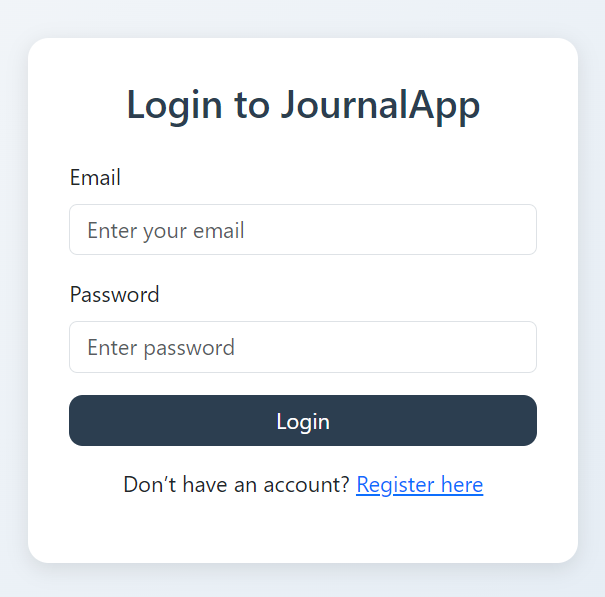 Login to JournalApp
Email
Enter your email
Password
Enter password
Login
Don’t have an account? Register here